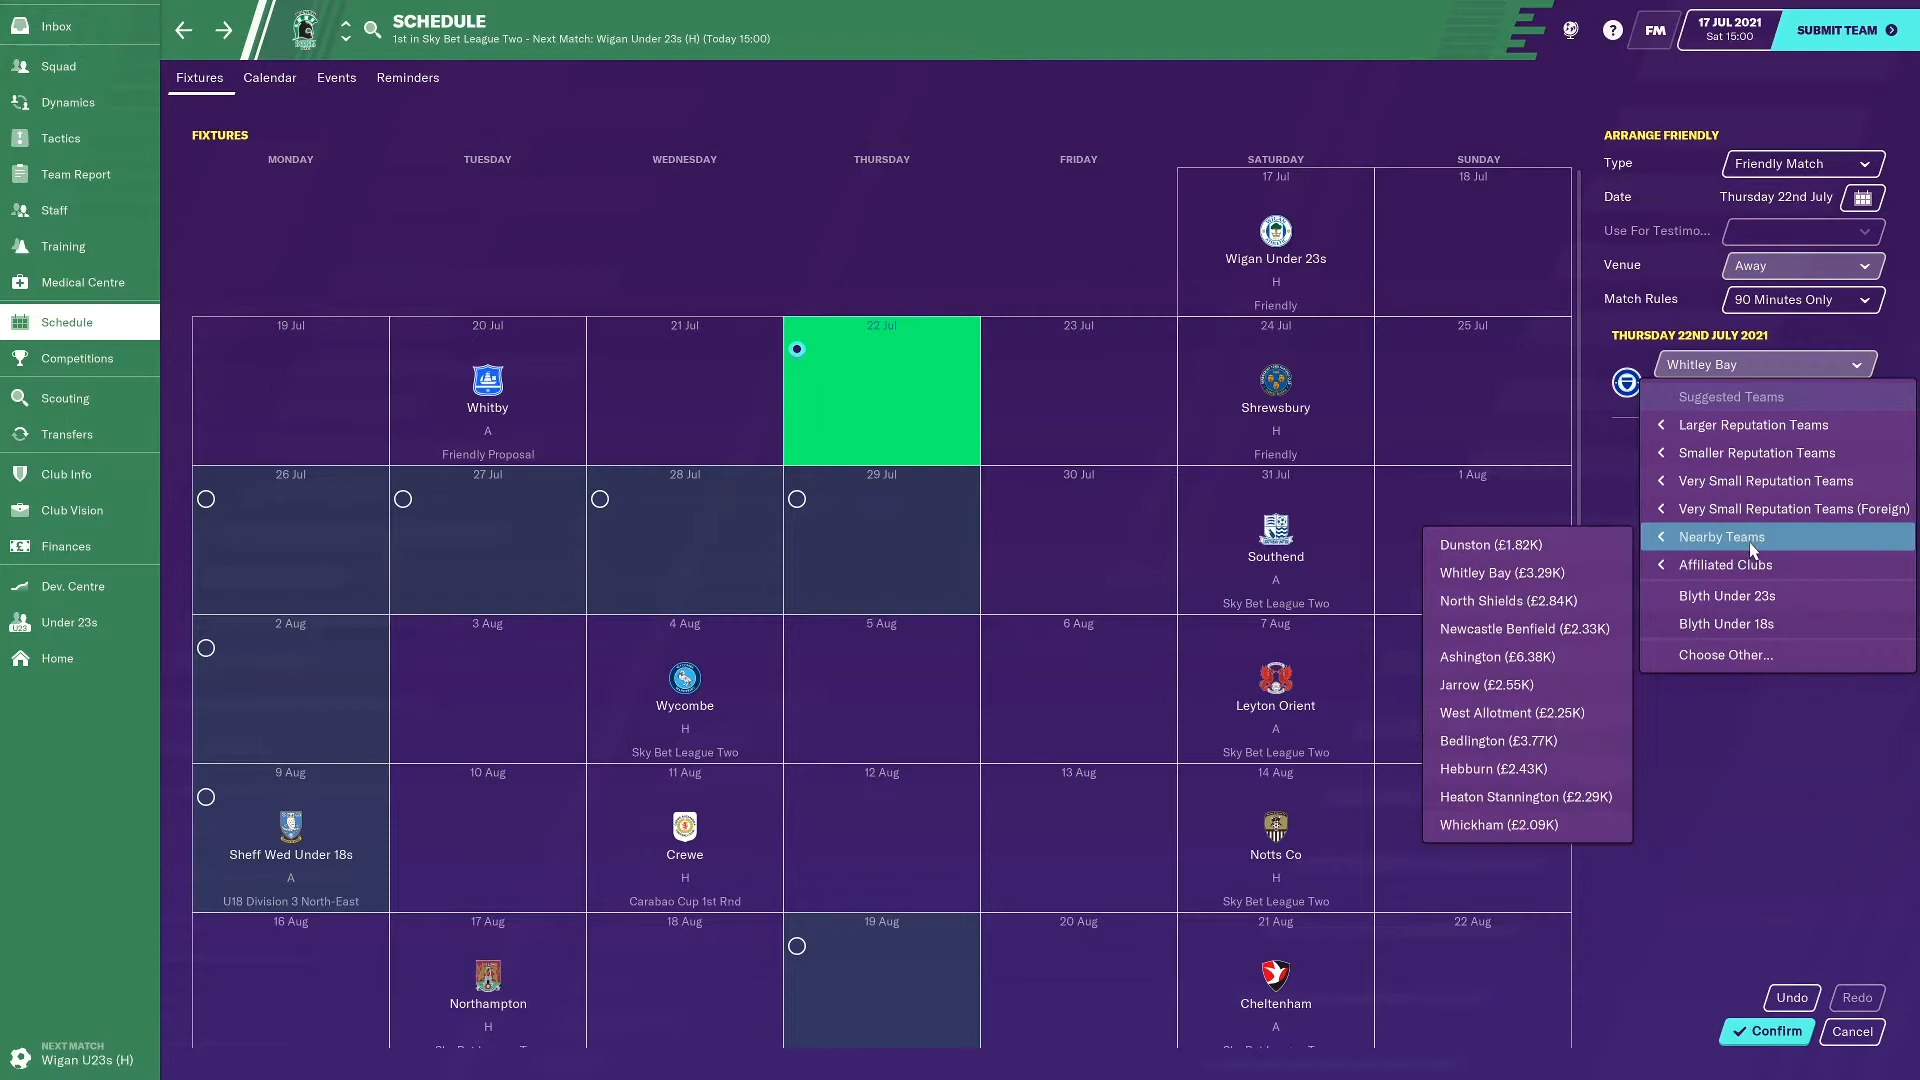 Inbox
Squad
Dynamics
Tactics
Team Report
Staff
Training
Medical Centre
Schedule
Competitions
Scouting
Transfers
Club Info
Club Vision
Finances
Dev. Centre
U23
Under 23s
Home
NEXT MATCH
Wigan U23s (H)
SCHEDULE
1st in Sky Bet League Two - Next Match: Wigan Under 23s (H) (Today 15:00)
?
FM
17 JUL 2021
Sat 15:00
SUBMIT TEAM
Fixtures Calendar Events Reminders
FIXTURES
MONDAY TUESDAY WEDNESDAY THURSDAY FRIDAY SATURDAY SUNDAY
17 Jul 18 Jul
Wigan Under 23s
H
Friendly
19 Jul 20 Jul 21 Jul 22 Jul 23 Jul 24 Jul 25 Jul
Whitby Shrewsbury
A H
Friendly Proposal Friendly
26 Jul 27 Jul 28 Jul 29 Jul 30 Jul 31 Jul 1 Aug
Southend
A
Sky Bet League Two
2 Aug 3 Aug 4 Aug 5 Aug 6 Aug 7 Aug
Wycombe Leyton Orient
H A
Sky Bet League Two Sky Bet League Two
9 Aug 10 Aug 11 Aug 12 Aug 13 Aug 14 Aug
Sheff Wed Under 18s Crewe Notts Co
A H H
U18 Division 3 North-East Carabao Cup 1st Rnd Sky Bet League Two
16 Aug 17 Aug 18 Aug 19 Aug 20 Aug 21 Aug 22 Aug
Northampton Cheltenham
H A
ARRANGE FRIENDLY
Type Friendly Match
Date Thursday 22nd July
Use For Testimo...
Venue Away
Match Rules 90 Minutes Only
THURSDAY 22ND JULY 2021
Whitley Bay
Suggested Teams
Larger Reputation Teams
Smaller Reputation Teams
Very Small Reputation Teams
Very Small Reputation Teams (Foreign)
Nearby Teams
Affiliated Clubs
Blyth Under 23s
Blyth Under 18s
Choose Other...
Dunston (£1.82K)
Whitley Bay (£3.29K)
North Shields (£2.84K)
Newcastle Benfield (£2.33K)
Ashington (£6.38K)
Jarrow (£2.55K)
West Allotment (£2.25K)
Bedlington (£3.77K)
Hebburn (£2.43K)
Heaton Stannington (£2.29K)
Whickham (£2.09K)
Undo Redo
Confirm Cancel